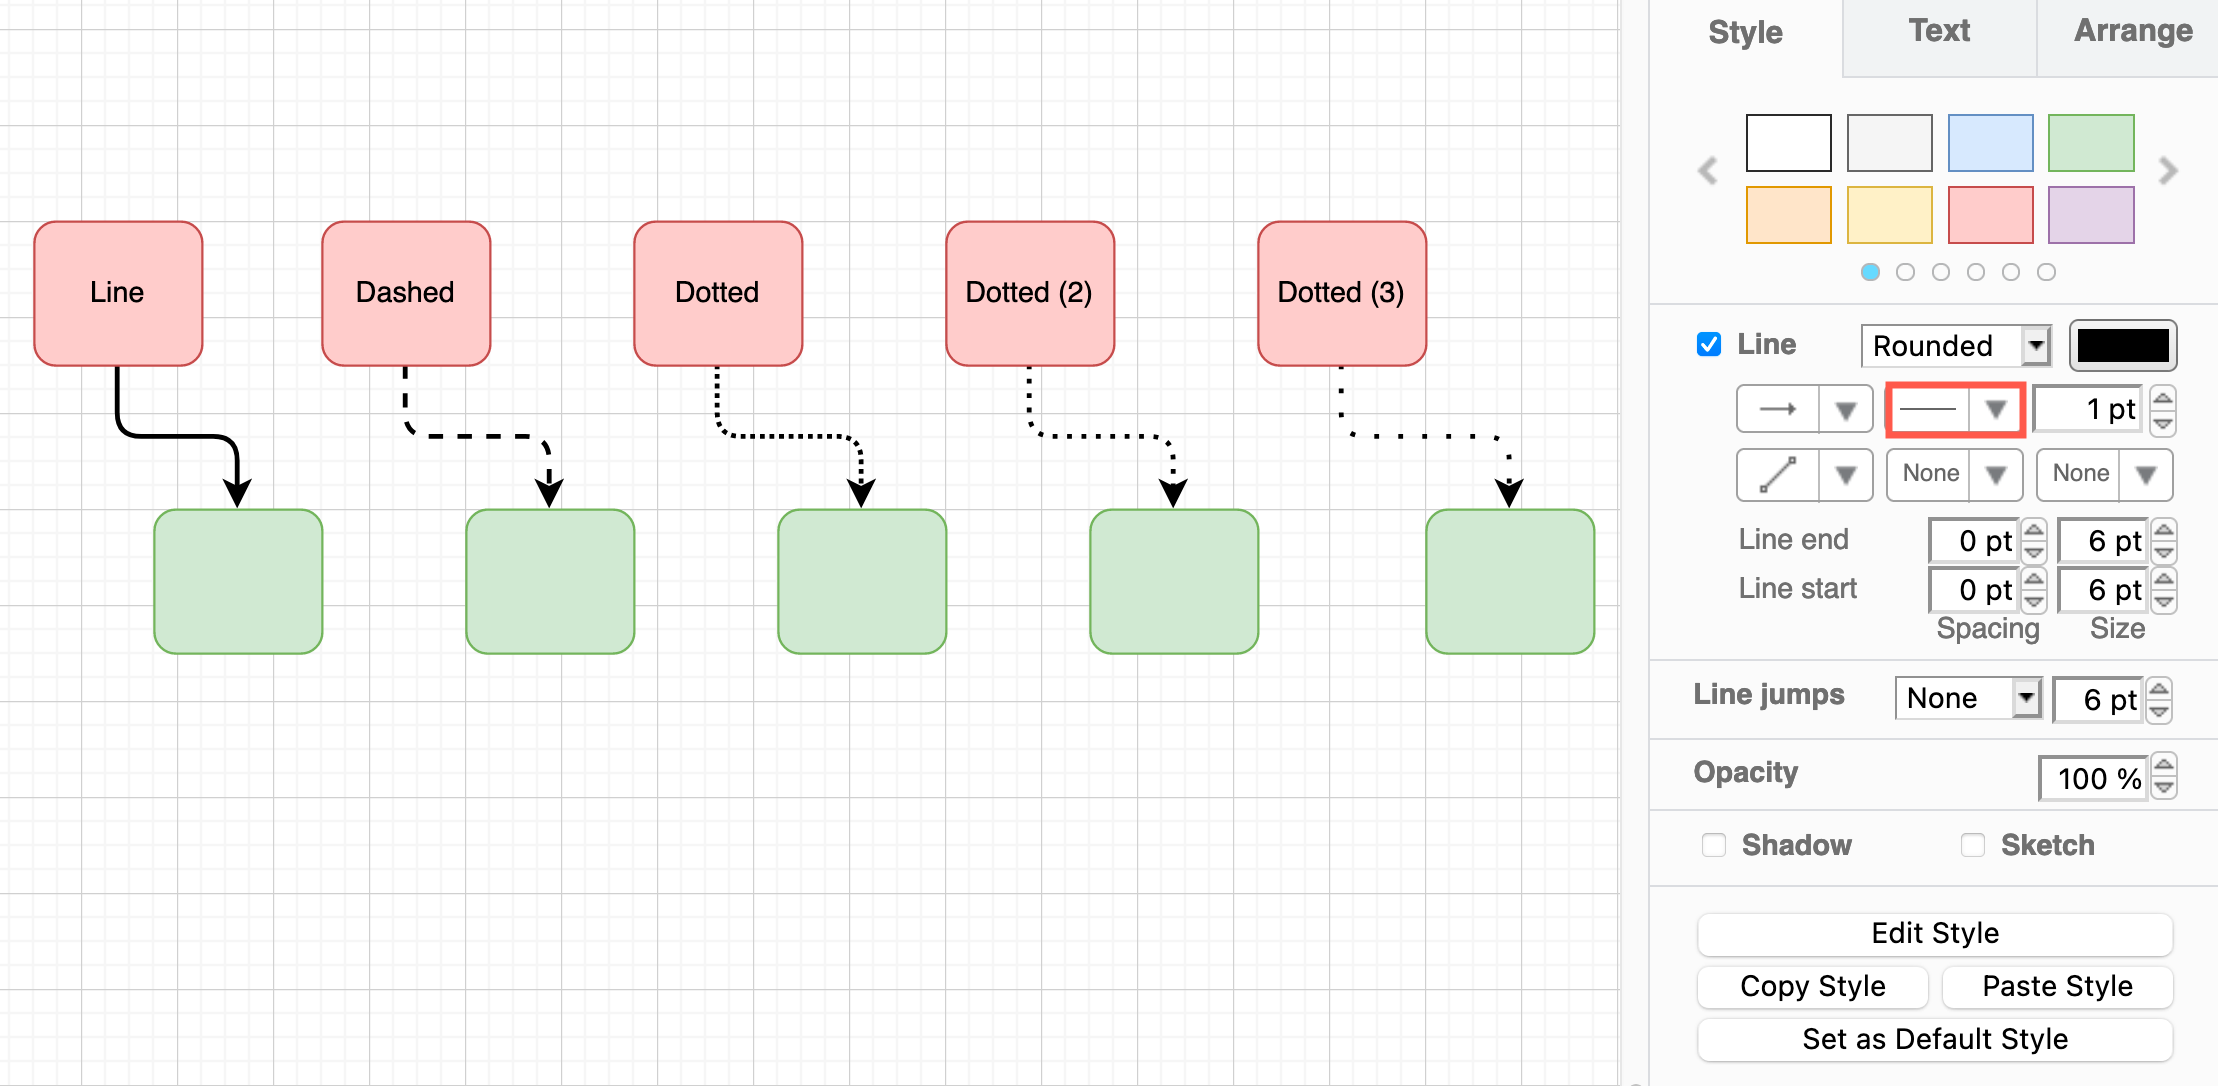 Style Text Arrange
Line Dashed Dotted Dotted (2) Dotted (3)
Line Rounded
1 pt
None None
Line end 0 pt 6 pt
Line start 0 pt 6 pt
Spacing Size
Line jumps None 6 pt
Opacity 100 %
Shadow Sketch
Edit Style
Copy Style Paste Style
Set as Default Style